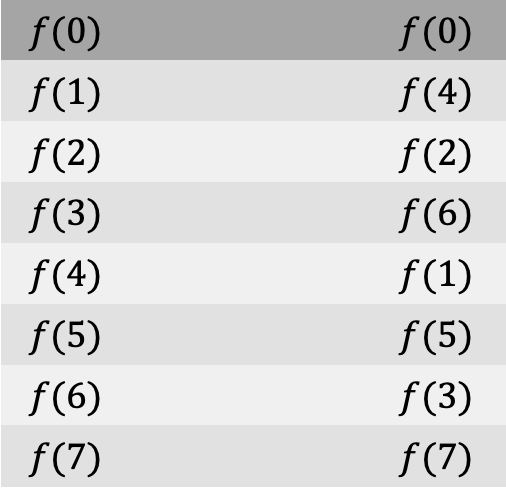 f(0) f(0)
f(1) f(4)
f(2) f(2)
f(3) f(6)
f(4) f(1)
f(5) f(5)
f(6) f(3)
f(7) f(7)